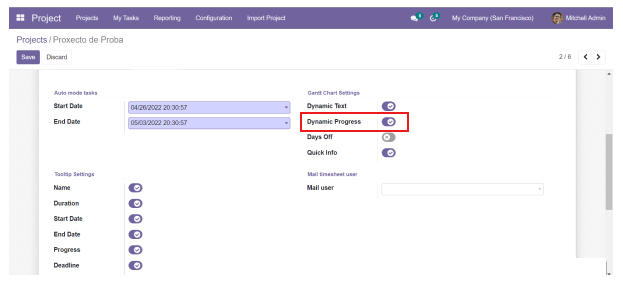 Project Projects My Tasks Reporting Configuration Import Project My Company (San Francisco) Mitchell Admin
Projects / Proxecto de Proba
Save Discard 2 / 6
Auto mode tasks Gantt Chart Settings
Start Date 04/26/2022 20:30:57 Dynamic Text
End Date 05/03/2022 20:30:57 Dynamic Progress
Days Off
Quick Info
Tooltip Settings Mail timesheet user
Name Mail user
Duration
Start Date
End Date
Progress
Deadline